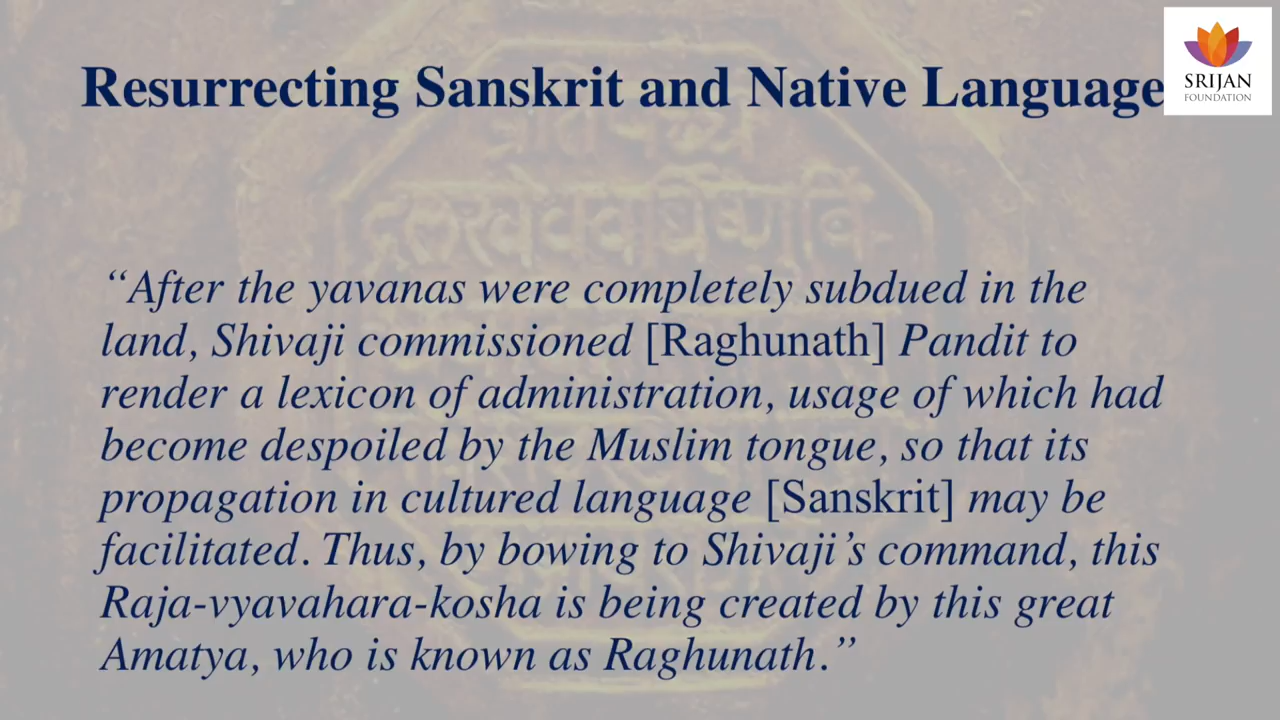 Resurrecting Sanskrit and Native Language
SRIJAN
FOUNDATION
“After the yavanas were completely subdued in the
land, Shivaji commissioned [Raghunath] Pandit to
render a lexicon of administration, usage of which had
become despoiled by the Muslim tongue, so that its
propagation in cultured language [Sanskrit] may be
facilitated. Thus, by bowing to Shivaji’s command, this
Raja-vyavahara-kosha is being created by this great
Amatya, who is known as Raghunath.”